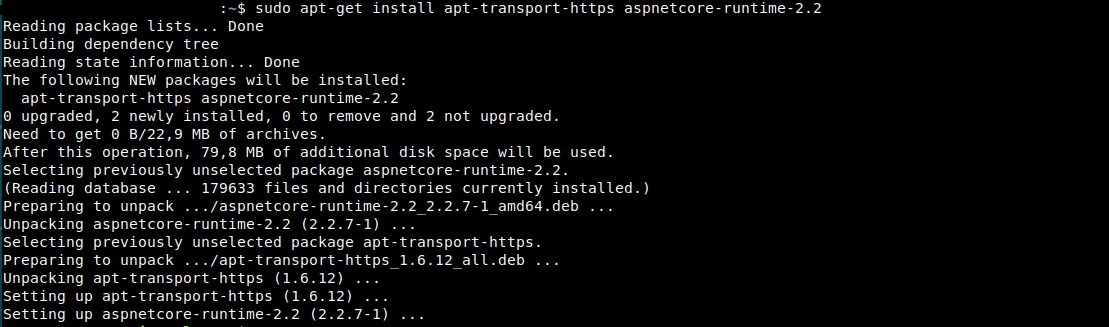 :~$ sudo apt-get install apt-transport-https aspnetcore-runtime-2.2
Reading package lists... Done
Building dependency tree
Reading state information... Done
The following NEW packages will be installed:
  apt-transport-https aspnetcore-runtime-2.2
0 upgraded, 2 newly installed, 0 to remove and 2 not upgraded.
Need to get 0 B/22,9 MB of archives.
After this operation, 79,8 MB of additional disk space will be used.
Selecting previously unselected package aspnetcore-runtime-2.2.
(Reading database ... 179633 files and directories currently installed.)
Preparing to unpack .../aspnetcore-runtime-2.2_2.2.7-1_amd64.deb ...
Unpacking aspnetcore-runtime-2.2 (2.2.7-1) ...
Selecting previously unselected package apt-transport-https.
Preparing to unpack .../apt-transport-https_1.6.12_all.deb ...
Unpacking apt-transport-https (1.6.12) ...
Setting up apt-transport-https (1.6.12) ...
Setting up aspnetcore-runtime-2.2 (2.2.7-1) ...